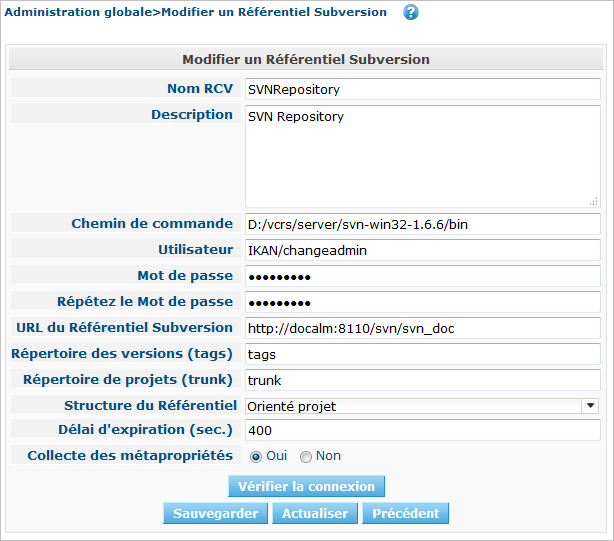 Administration globale>Modifier un Référentiel Subversion ?
Modifier un Référentiel Subversion
Nom RCV SVNRepository
Description SVN Repository
Chemin de commande D:/vcrs/server/svn-win32-1.6.6/bin
Utilisateur IKAN/changeadmin
Mot de passe •••••••••
Répétez le Mot de passe •••••••••
URL du Référentiel Subversion http://docalm:8110/svn/svn_doc
Répertoire des versions (tags) tags
Répertoire de projets (trunk) trunk
Structure du Référentiel Orienté projet
Délai d'expiration (sec.) 400
Collecte des métapropriétés Oui Non
Vérifier la connexion
Sauvegarder Actualiser Précédent